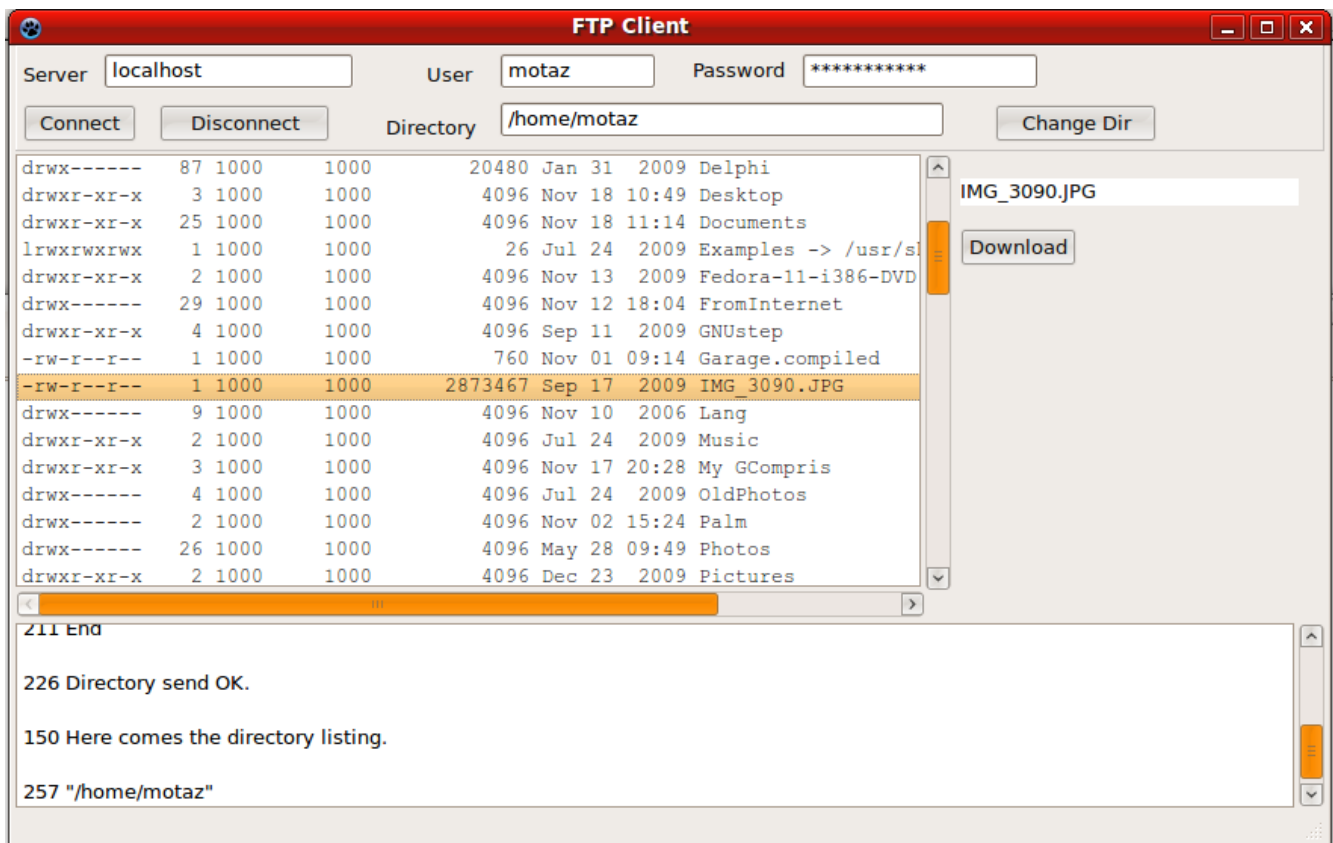 FTP Client
Server localhost User motaz Password ***********
Connect Disconnect Directory /home/motaz Change Dir
drwx------ 87 1000 1000 20480 Jan 31 2009 Delphi
drwxr-xr-x 3 1000 1000 4096 Nov 18 10:49 Desktop
IMG_3090.JPG
drwxr-xr-x 25 1000 1000 4096 Nov 18 11:14 Documents
lrwxrwxrwx 1 1000 1000 26 Jul 24 2009 Examples -> /usr/s
Download
drwxr-xr-x 2 1000 1000 4096 Nov 13 2009 Fedora-11-i386-DVD
drwx------ 29 1000 1000 4096 Nov 12 18:04 FromInternet
drwxr-xr-x 4 1000 1000 4096 Sep 11 2009 GNUstep
-rw-r--r-- 1 1000 1000 760 Nov 01 09:14 Garage.compiled
-rw-r--r-- 1 1000 1000 2873467 Sep 17 2009 IMG_3090.JPG
drwx------ 9 1000 1000 4096 Nov 10 2006 Lang
drwxr-xr-x 2 1000 1000 4096 Jul 24 2009 Music
drwxr-xr-x 3 1000 1000 4096 Nov 17 20:28 My GCompris
drwx------ 4 1000 1000 4096 Jul 24 2009 OldPhotos
drwx------ 2 1000 1000 4096 Nov 02 15:24 Palm
drwx------ 26 1000 1000 4096 May 28 09:49 Photos
drwxr-xr-x 2 1000 1000 4096 Dec 23 2009 Pictures
211 End
226 Directory send OK.
150 Here comes the directory listing.
257 "/home/motaz"